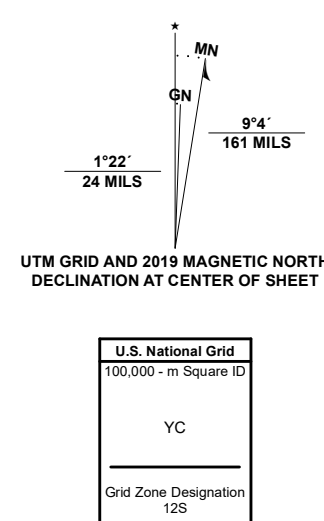 ★
MN
GN
9°4´
161 MILS
1°22´
24 MILS
UTM GRID AND 2019 MAGNETIC NORTH
DECLINATION AT CENTER OF SHEET
U.S. National Grid
100,000 - m Square ID
YC
Grid Zone Designation
12S